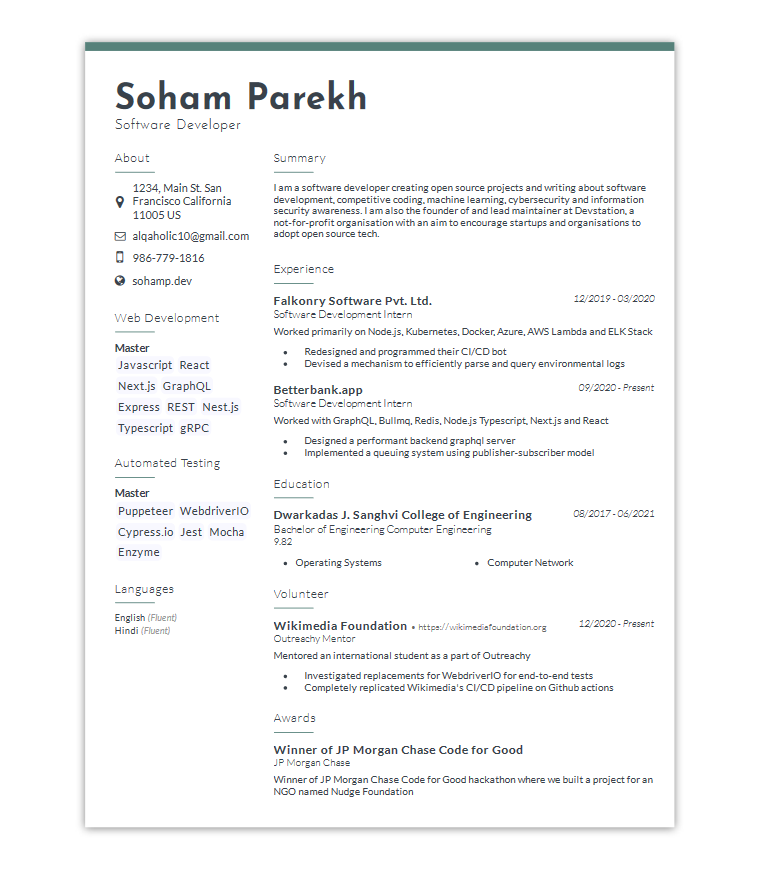 Soham Parekh
Software Developer
About
1234, Main St. San
Francisco California
11005 US
alqaholic10@gmail.com
986-779-1816
sohamp.dev
Web Development
Master
Javascript React
Next.js GraphQL
Express REST Nest.js
Typescript gRPC
Automated Testing
Master
Puppeteer WebdriverIO
Cypress.io Jest Mocha
Enzyme
Languages
English (Fluent)
Hindi (Fluent)
Summary
I am a software developer creating open source projects and writing about software
development, competitive coding, machine learning, cybersecurity and information
security awareness. I am also the founder of and lead maintainer at Devstation, a
not-for-profit organisation with an aim to encourage startups and organisations to
adopt open source tech.
Experience
Falkonry Software Pvt. Ltd. 12/2019 - 03/2020
Software Development Intern
Worked primarily on Node.js, Kubernetes, Docker, Azure, AWS Lambda and ELK Stack
• Redesigned and programmed their CI/CD bot
• Devised a mechanism to efficiently parse and query environmental logs
Betterbank.app 09/2020 - Present
Software Development Intern
Worked with GraphQL, Bullmq, Redis, Node.js Typescript, Next.js and React
• Designed a performant backend graphql server
• Implemented a queuing system using publisher-subscriber model
Education
Dwarkadas J. Sanghvi College of Engineering 08/2017 - 06/2021
Bachelor of Engineering Computer Engineering
9.82
• Operating Systems • Computer Network
Volunteer
Wikimedia Foundation • https://wikimediafoundation.org 12/2020 - Present
Outreachy Mentor
Mentored an international student as a part of Outreachy
• Investigated replacements for WebdriverIO for end-to-end tests
• Completely replicated Wikimedia's CI/CD pipeline on Github actions
Awards
Winner of JP Morgan Chase Code for Good
JP Morgan Chase
Winner of JP Morgan Chase Code for Good hackathon where we built a project for an
NGO named Nudge Foundation